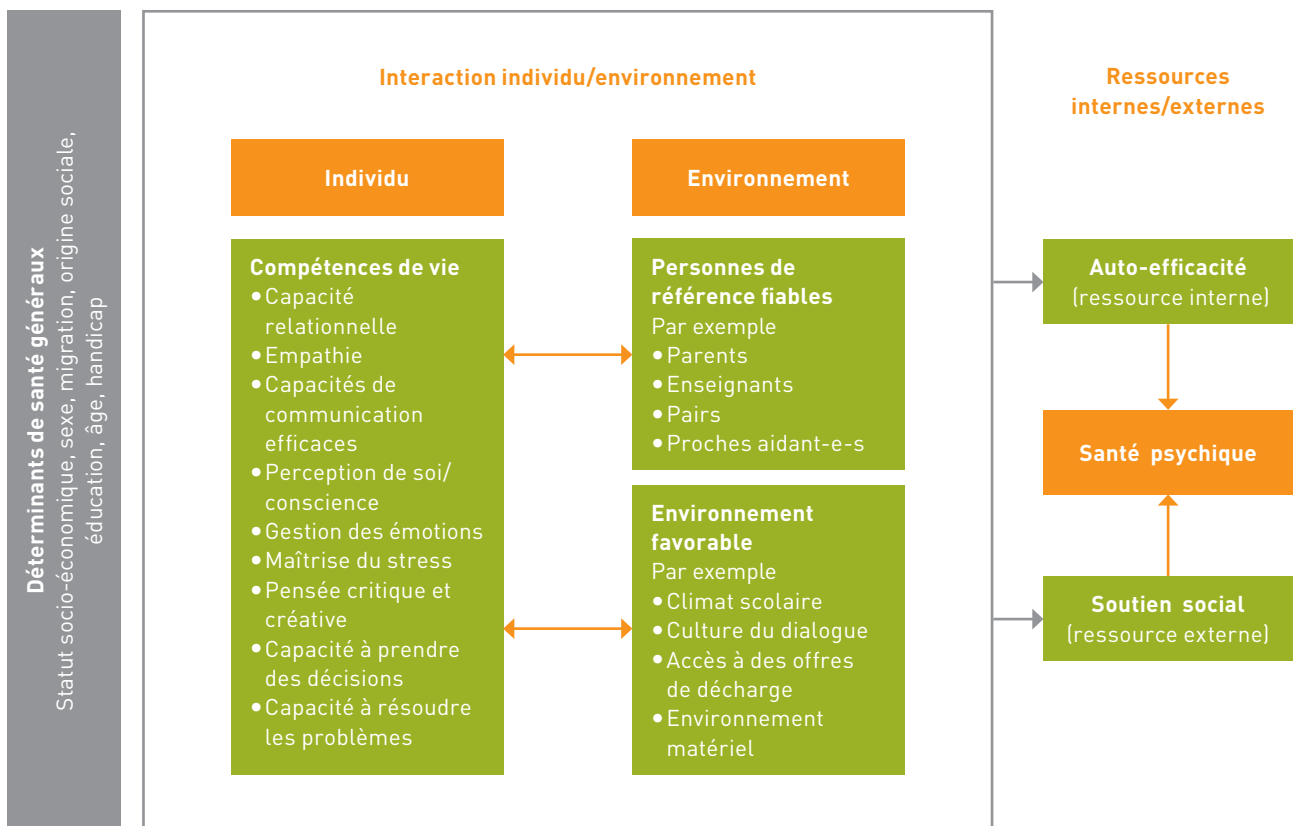 Déterminants de santé généraux
Statut socio-économique, sexe, migration, origine sociale,
éducation, âge, handicap
Interaction individu/environnement
Individu
Compétences de vie
• Capacité
relationnelle
• Empathie
• Capacités de
communication
efficaces
• Perception de soi/
conscience
• Gestion des émotions
• Maîtrise du stress
• Pensée critique et
créative
• Capacité à prendre
des décisions
• Capacité à résoudre
les problèmes
Environnement
Personnes de
référence fiables
Par exemple
• Parents
• Enseignants
• Pairs
• Proches aidant-e-s
Environnement
favorable
Par exemple
• Climat scolaire
• Culture du dialogue
• Accès à des offres
de décharge
• Environnement
matériel
Ressources
internes/externes
Auto-efficacité
(ressource interne)
Santé psychique
Soutien social
(ressource externe)